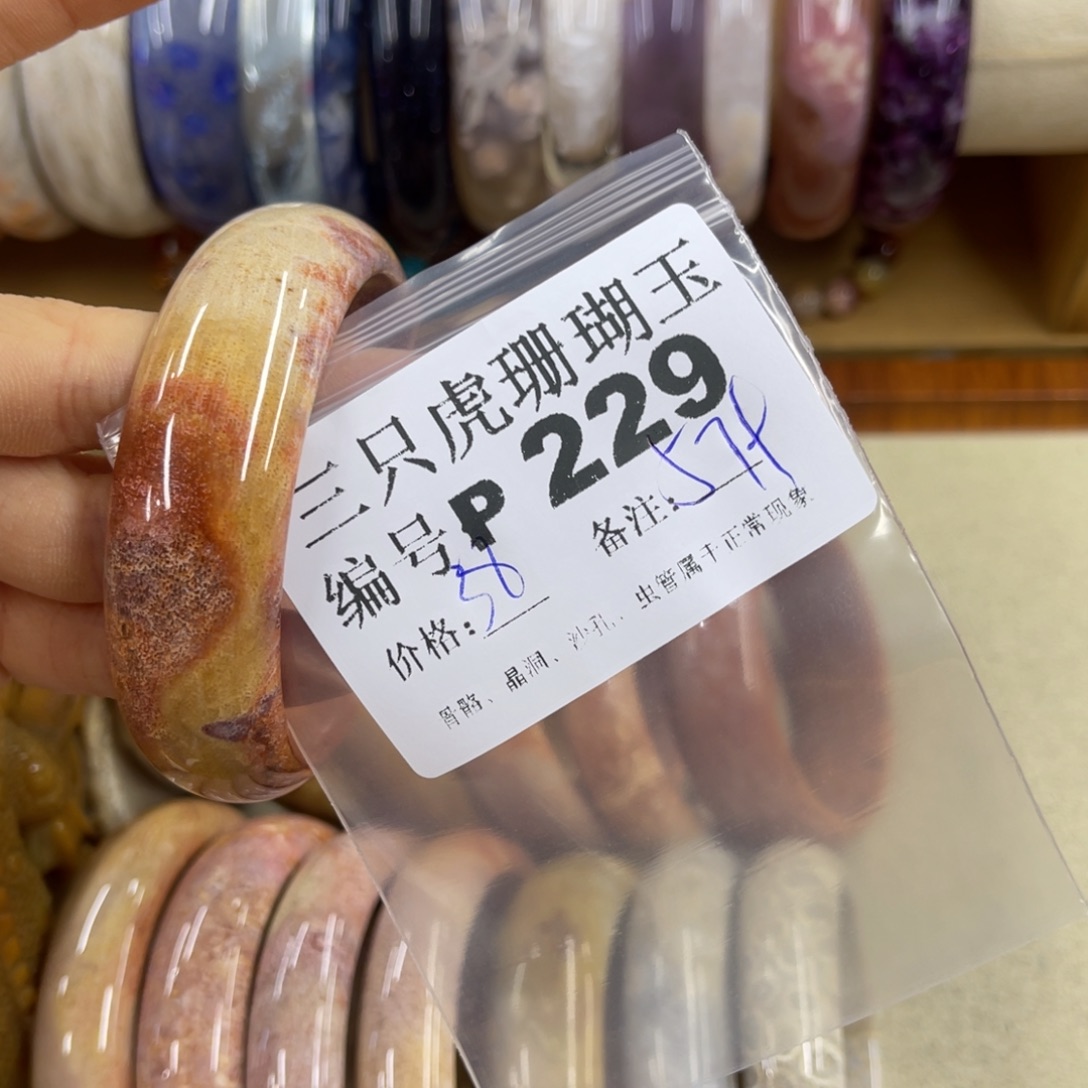 三只虎珊瑚玉
编号P 229
价格: 58 备注:
骨骼、晶洞、沙孔、虫管属于正常现象